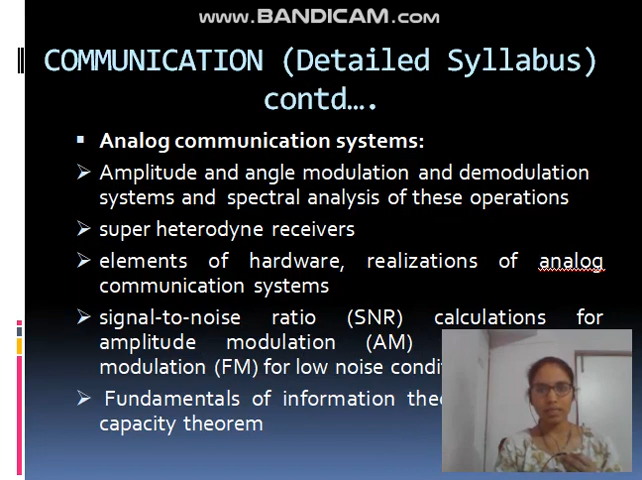 www.BANDICAM.com
COMMUNICATION (Detailed Syllabus)
contd….
Analog communication systems:
Amplitude and angle modulation and demodulation
systems and spectral analysis of these operations
super heterodyne receivers
elements of hardware, realizations of analog
communication systems
signal-to-noise ratio (SNR) calculations for
amplitude modulation (AM)
modulation (FM) for low noise
Fundamentals of information
capacity theorem